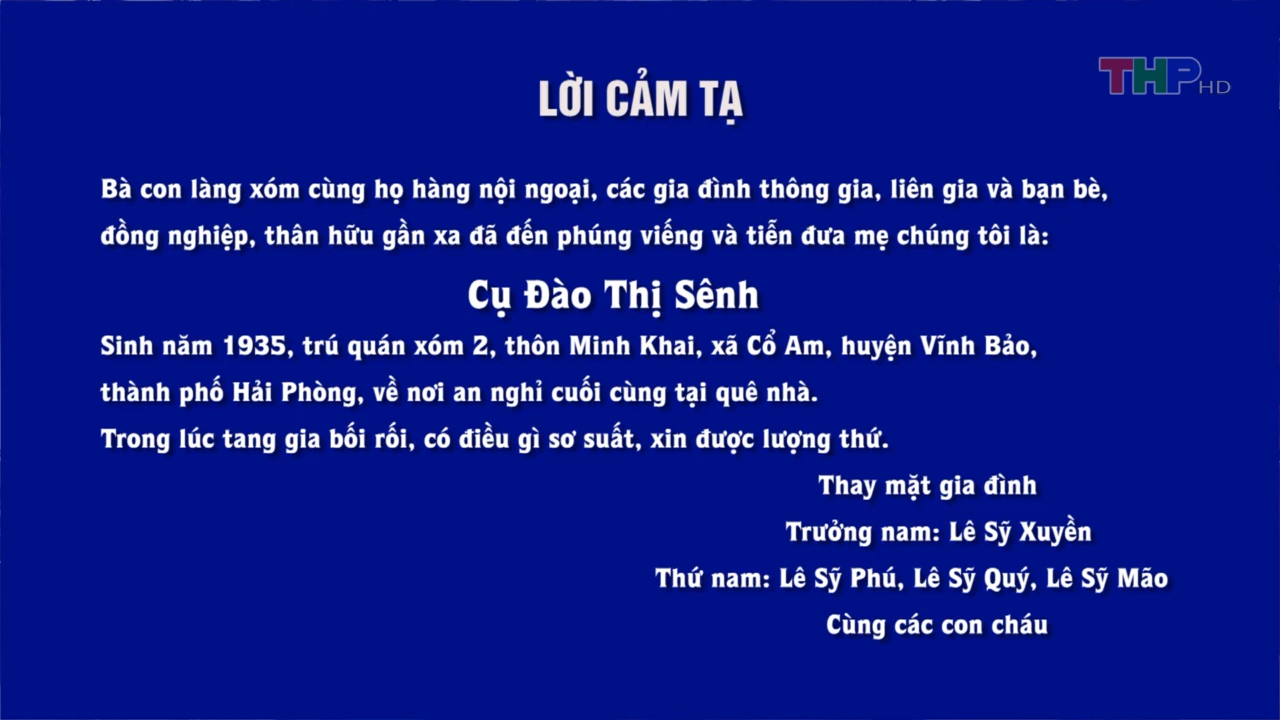 THP HD
LỜI CẢM TẠ
Bà con làng xóm cùng họ hàng nội ngoại, các gia đình thông gia, liên gia và bạn bè,
đồng nghiệp, thân hữu gần xa đã đến phúng viếng và tiễn đưa mẹ chúng tôi là:
Cụ Đào Thị Sênh
Sinh năm 1935, trú quán xóm 2, thôn Minh Khai, xã Cổ Am, huyện Vĩnh Bảo,
thành phố Hải Phòng, về nơi an nghỉ cuối cùng tại quê nhà.
Trong lúc tang gia bối rối, có điều gì sơ suất, xin được lượng thứ.
Thay mặt gia đình
Trưởng nam: Lê Sỹ Xuyền
Thứ nam: Lê Sỹ Phú, Lê Sỹ Quý, Lê Sỹ Mão
Cùng các con cháu